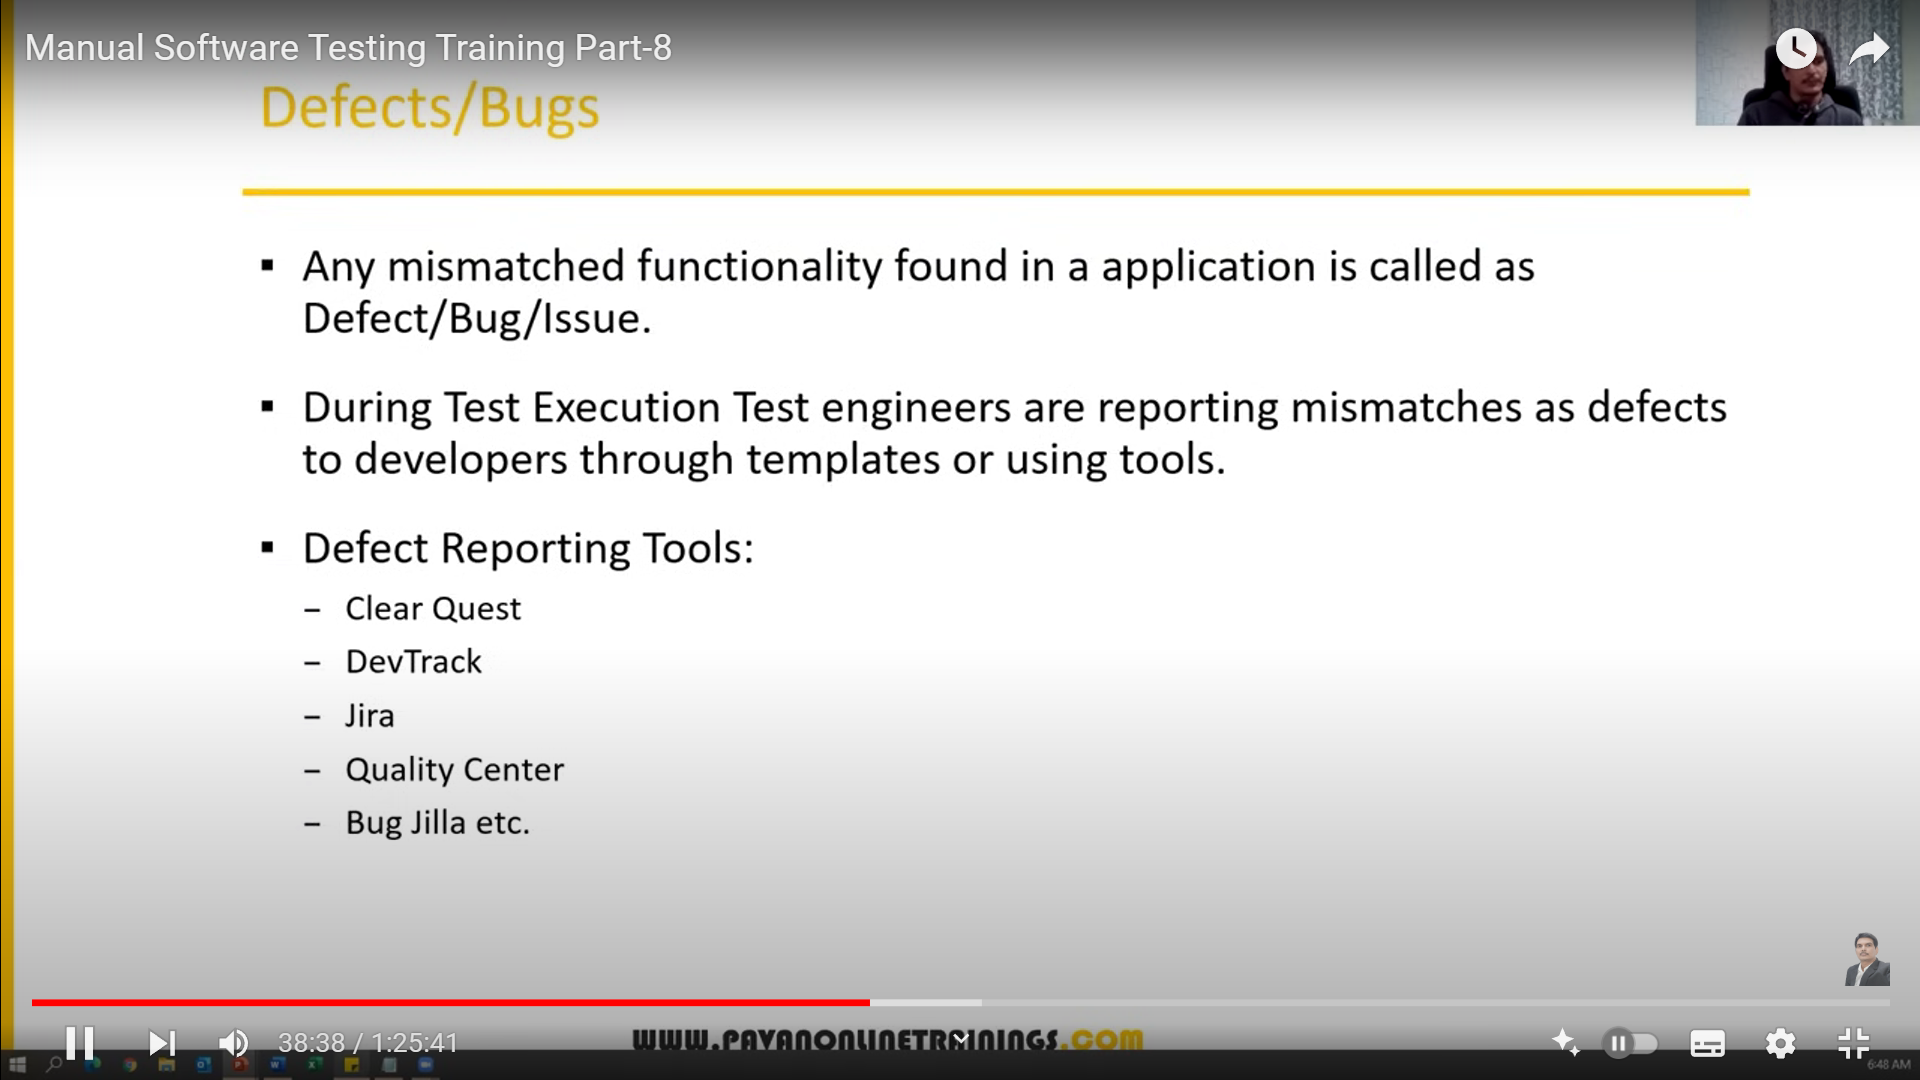 Manual Software Testing Training Part-8
Defects/Bugs
▪ Any mismatched functionality found in a application is called as
Defect/Bug/Issue.
▪ During Test Execution Test engineers are reporting mismatches as defects
to developers through templates or using tools.
▪ Defect Reporting Tools:
– Clear Quest
– DevTrack
– Jira
– Quality Center
– Bug Jilla etc.
38:38 / 1:25:41
WWW.PAVANONLINETRAININGS.COM
6:48 AM